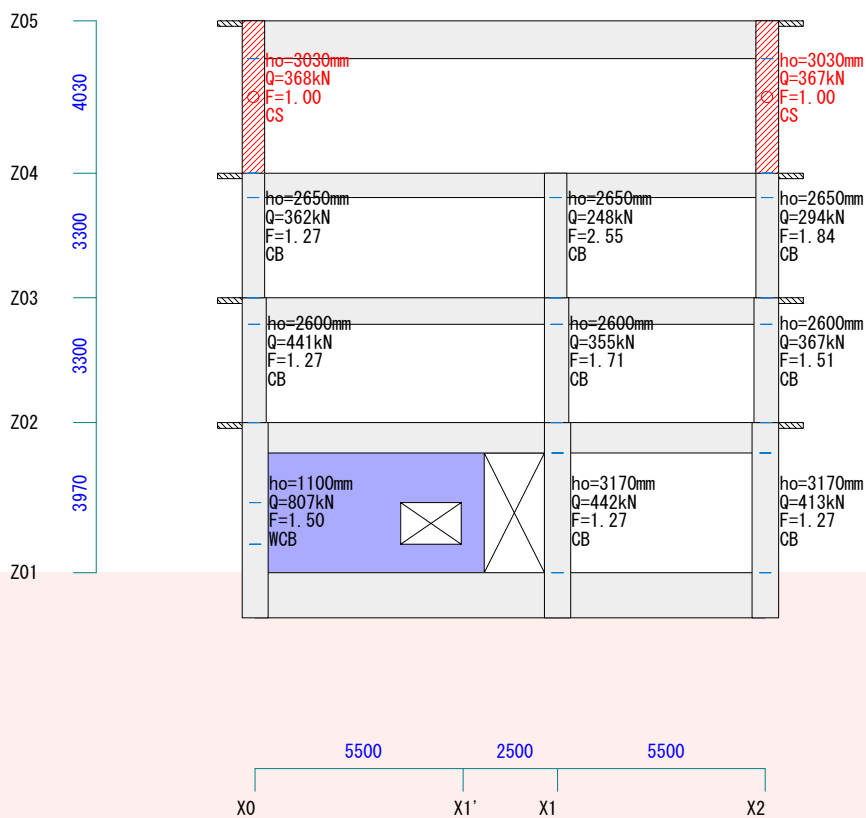 Z05
4030
ho=3030mm
Q=368kN
F=1.00
CS
ho=3030mm
Q=367kN
F=1.00
CS
Z04
3300
ho=2650mm
Q=362kN
F=1.27
CB
ho=2650mm
Q=248kN
F=2.55
CB
ho=2650mm
Q=294kN
F=1.84
CB
Z03
3300
ho=2600mm
Q=441kN
F=1.27
CB
ho=2600mm
Q=355kN
F=1.71
CB
ho=2600mm
Q=367kN
F=1.51
CB
Z02
3970
ho=1100mm
Q=807kN
F=1.50
WCB
ho=3170mm
Q=442kN
F=1.27
CB
ho=3170mm
Q=413kN
F=1.27
CB
Z01
5500
2500
5500
X0
X1'
X1
X2